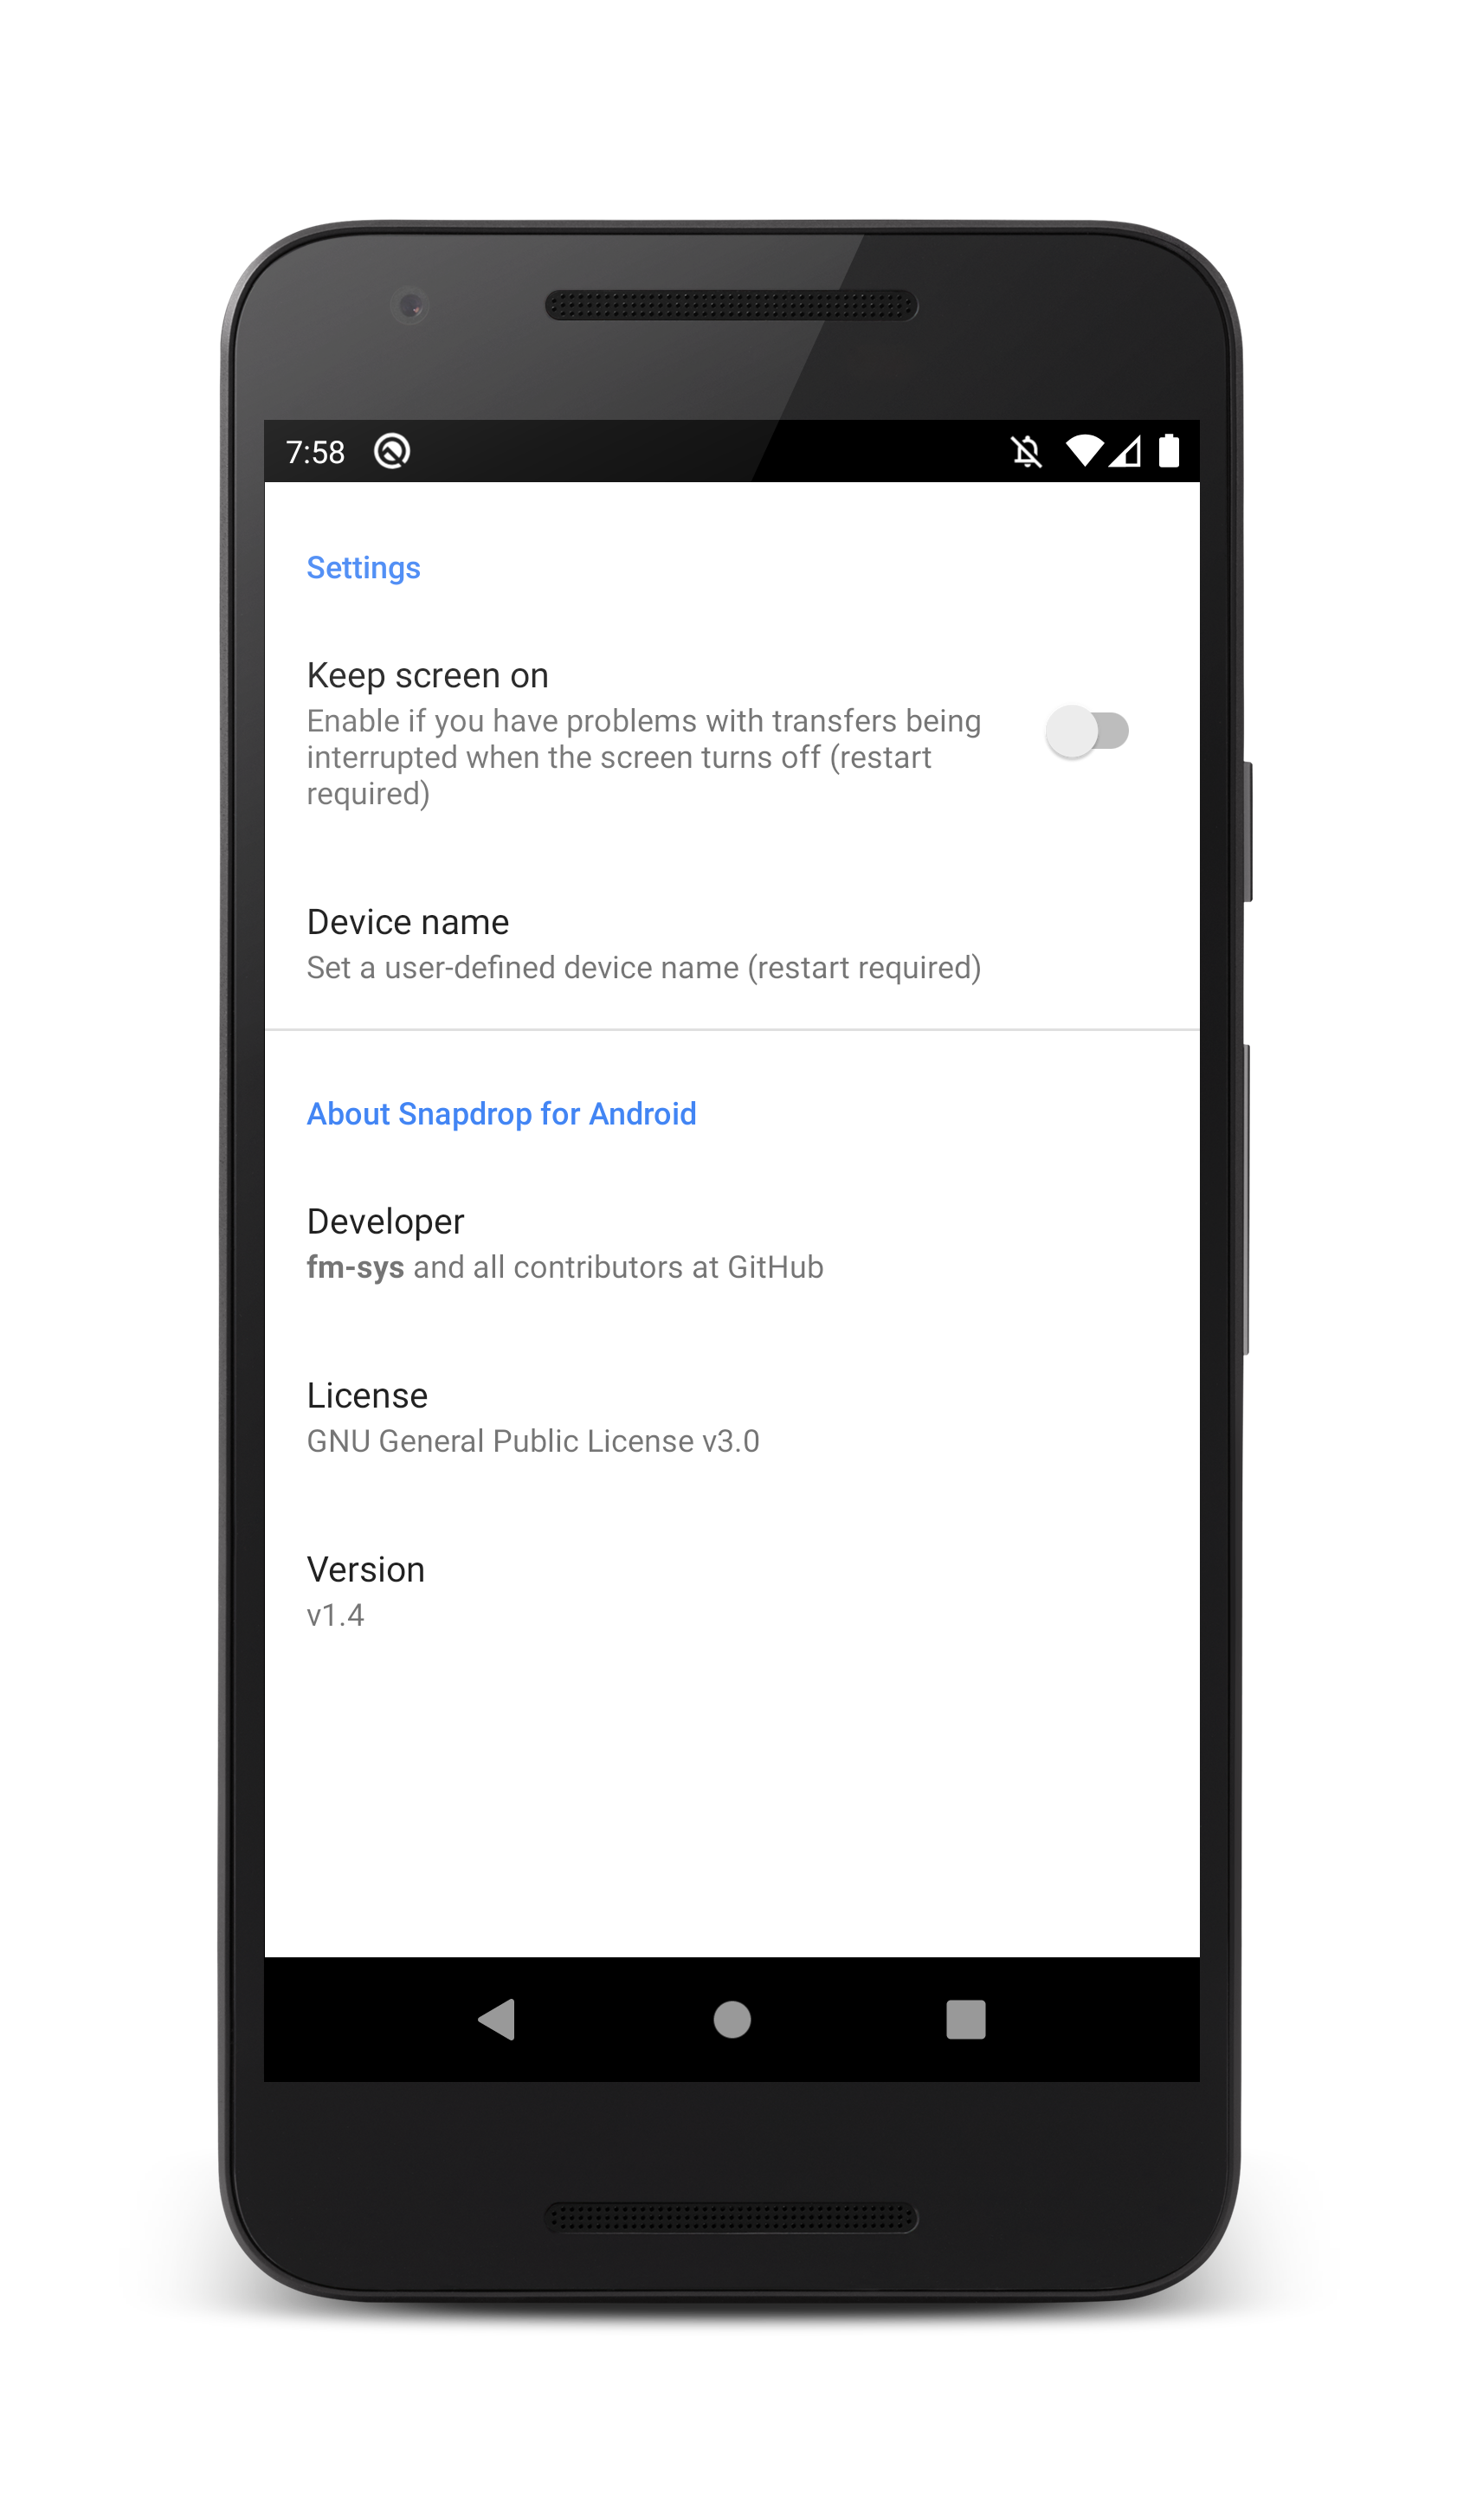 7:58
Settings
Keep screen on
Enable if you have problems with transfers being
interrupted when the screen turns off (restart
required)
Device name
Set a user-defined device name (restart required)
About Snapdrop for Android
Developer
fm-sys and all contributors at GitHub
License
GNU General Public License v3.0
Version
v1.4